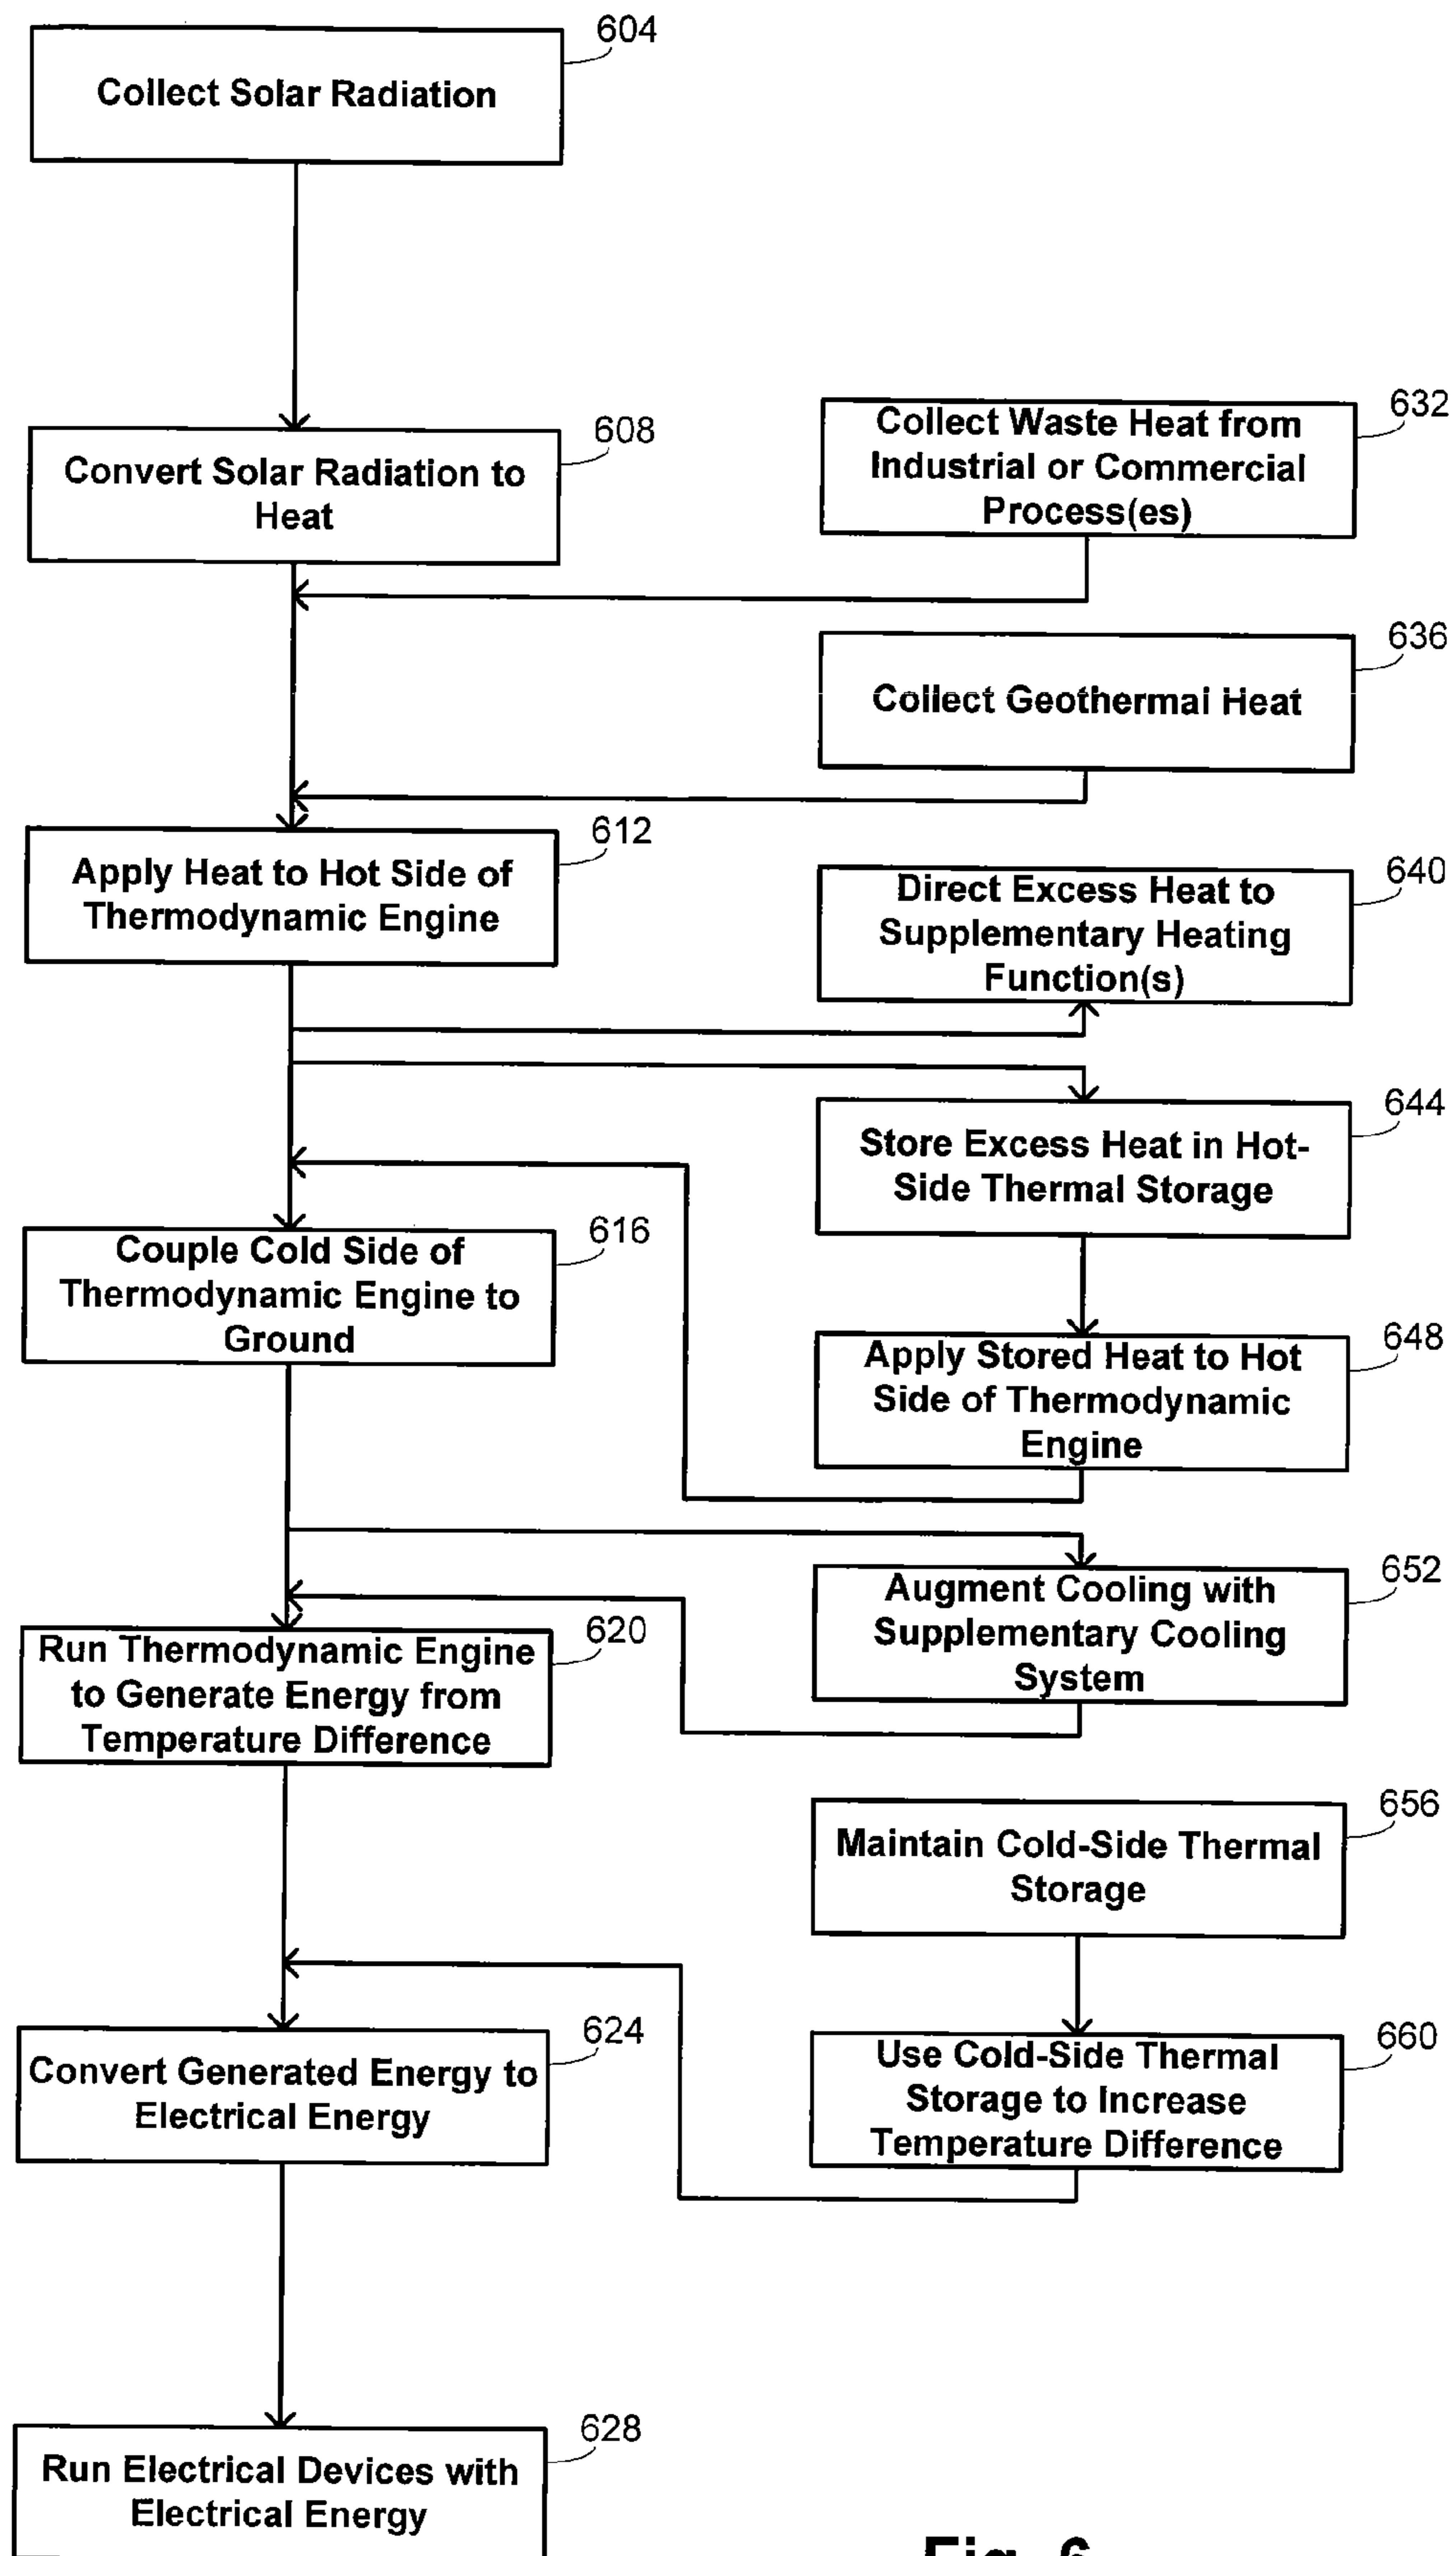 604
Collect Solar Radiation
608
Convert Solar Radiation to
Heat
632
Collect Waste Heat from
Industrial or Commercial
Process(es)
636
Collect Geothermal Heat
612
Apply Heat to Hot Side of
Thermodynamic Engine
640
Direct Excess Heat to
Supplementary Heating
Function(s)
644
Store Excess Heat in Hot-
Side Thermal Storage
616
Couple Cold Side of
Thermodynamic Engine to
Ground
648
Apply Stored Heat to Hot
Side of Thermodynamic
Engine
652
Augment Cooling with
Supplementary Cooling
System
620
Run Thermodynamic Engine
to Generate Energy from
Temperature Difference
656
Maintain Cold-Side Thermal
Storage
624
Convert Generated Energy to
Electrical Energy
660
Use Cold-Side Thermal
Storage to Increase
Temperature Difference
628
Run Electrical Devices with
Electrical Energy
Fig. 6